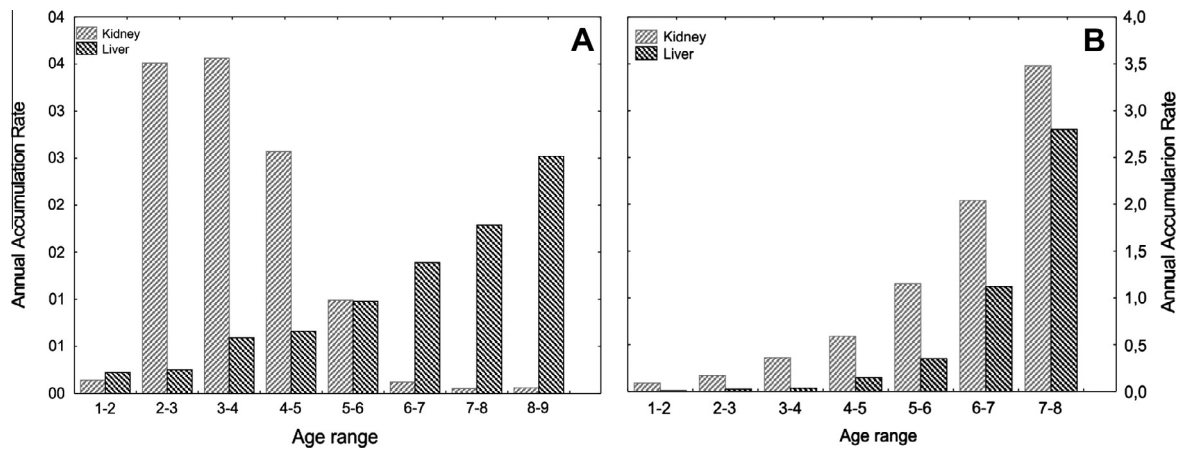 Kidney
Liver
A
04
04
03
03
02
02
01
01
00
Annual Accumulation Rate
1-2 2-3 3-4 4-5 5-6 6-7 7-8 8-9
Age range
Kidney
Liver
B
4,0
3,5
3,0
2,5
2,0
1,5
1,0
0,5
0,0
Annual Accumularion Rate
1-2 2-3 3-4 4-5 5-6 6-7 7-8
Age range